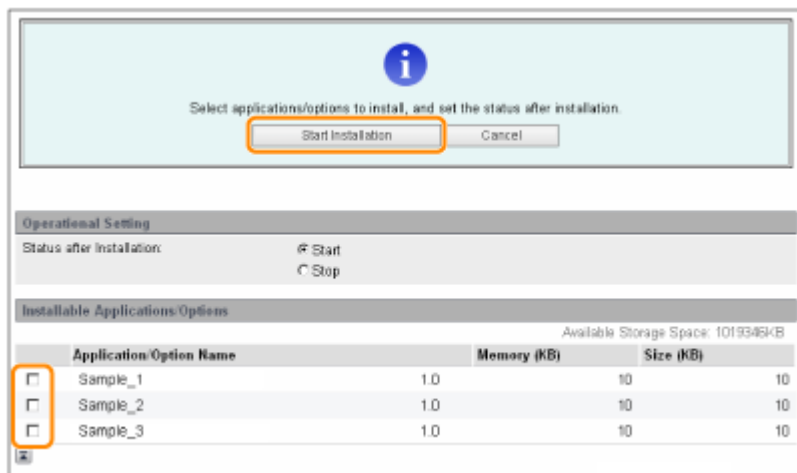 Select applications/options to install, and set the status after installation.
Start Installation Cancel
Operational Setting
Status after Installation: Start
Stop
Installable Applications/Options
Available Storage Space: 1019346KB
Application/Option Name Memory (KB) Size (KB)
Sample_1 1.0 10 10
Sample_2 1.0 10 10
Sample_3 1.0 10 10